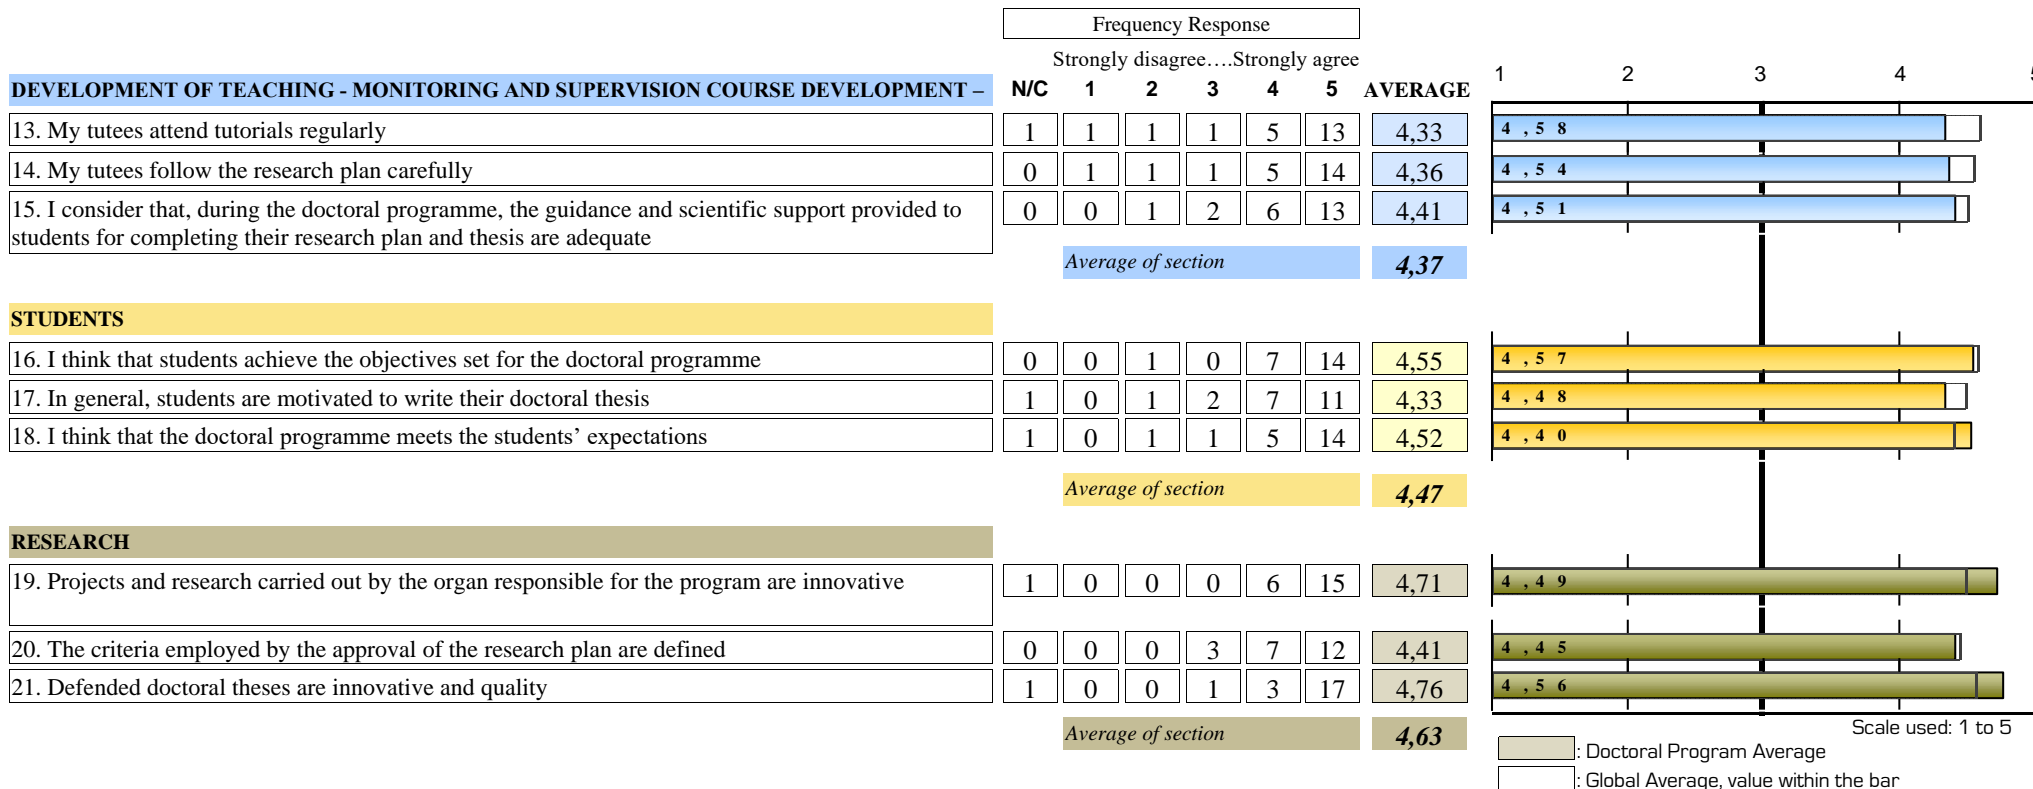 Frequency Response
Strongly disagree….Strongly agree
DEVELOPMENT OF TEACHING - MONITORING AND SUPERVISION COURSE DEVELOPMENT – N/C 1 2 3 4 5 AVERAGE 1 2 3 4
13. My tutees attend tutorials regularly 1 1 1 1 5 13 4,33 4,58
14. My tutees follow the research plan carefully 0 1 1 1 5 14 4,36 4,54
15. I consider that, during the doctoral programme, the guidance and scientific support provided to 0 0 1 2 6 13 4,41 4,51
students for completing their research plan and thesis are adequate
Average of section 4,37
STUDENTS
16. I think that students achieve the objectives set for the doctoral programme 0 0 1 0 7 14 4,55 4,57
17. In general, students are motivated to write their doctoral thesis 1 0 1 2 7 11 4,33 4,48
18. I think that the doctoral programme meets the students’ expectations 1 0 1 1 5 14 4,52 4,40
Average of section 4,47
RESEARCH
19. Projects and research carried out by the organ responsible for the program are innovative 1 0 0 0 6 15 4,71 4,49
20. The criteria employed by the approval of the research plan are defined 0 0 0 3 7 12 4,41 4,45
21. Defended doctoral theses are innovative and quality 1 0 0 1 3 17 4,76 4,56
Average of section 4,63
Scale used: 1 to 5
: Doctoral Program Average
: Global Average, value within the bar